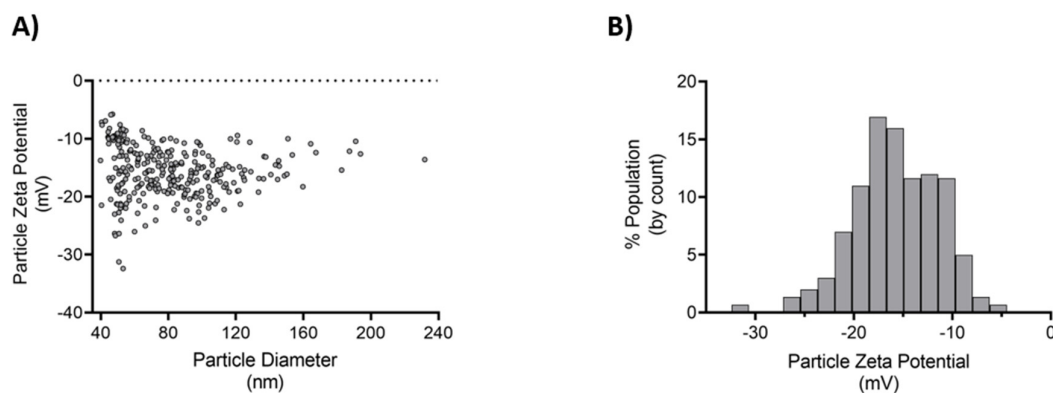 A)
B)
Particle Zeta Potential
(mV)
0
-10
-20
-30
-40
40
80
120
160
200
240
Particle Diameter
(nm)
% Population
(by count)
20
15
10
5
0
-30
-20
-10
0
Particle Zeta Potential
(mV)